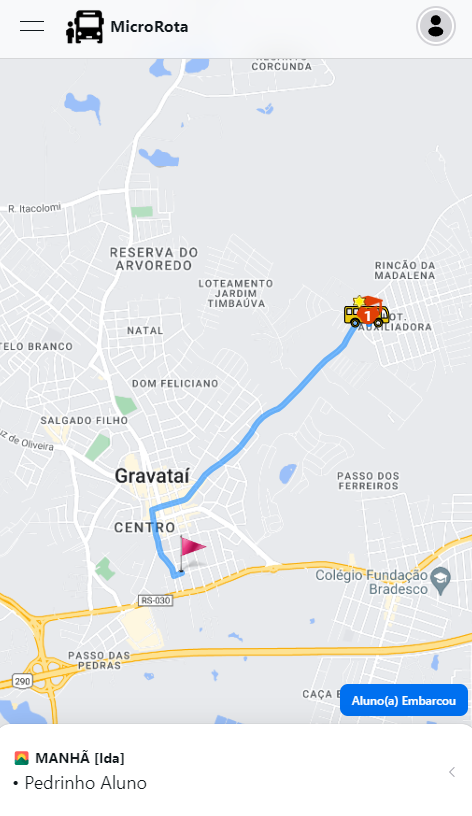 MicroRota
CORCUNDA
R. Itacolomi
RESERVA DO
ARVOREDO
RINCÃO DA
MADALENA
LOTEAMENTO
JARDIM
TIMBAÚVA
1
OT.
AUXILIADORA
NATAL
TELO BRANCO
DOM FELICIANO
SALGADO FILHO
uz de Oliveira
Gravataí
PASSO DOS
FERREIROS
CENTRO
Colégio Fundação
Bradesco
RS-030
PASSO DAS
PEDRAS
290
CAÇA E
Aluno(a) Embarcou
MANHÃ [Ida]
• Pedrinho Aluno